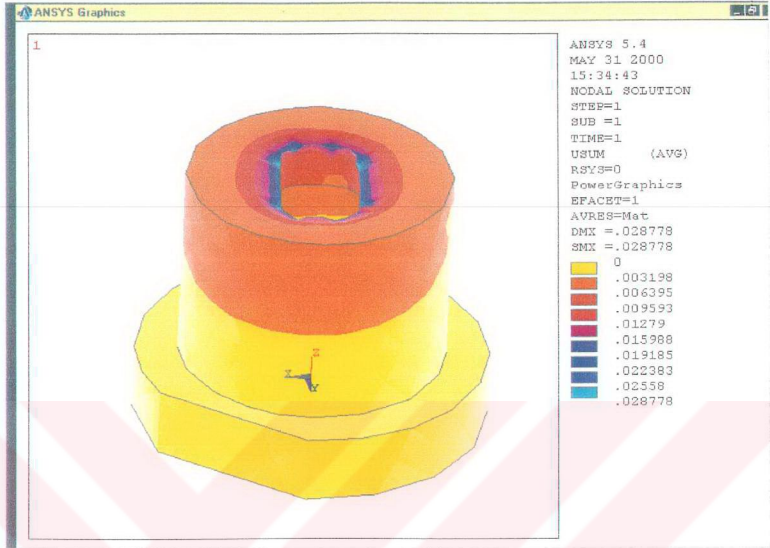 ANSYS Graphics
1
ANSYS 5.4
MAY 31 2000
15:34:43
NODAL SOLUTION
STEP=1
SUB =1
TIME=1
USUM (AVG)
RSYS=0
PowerGraphics
EFACET=1
AVRES=Mat
DMX =.028778
SMX =.028778
0
.003198
.006395
.009593
.01279
.015988
.019185
.022383
.02558
.028778
Z
X
Y